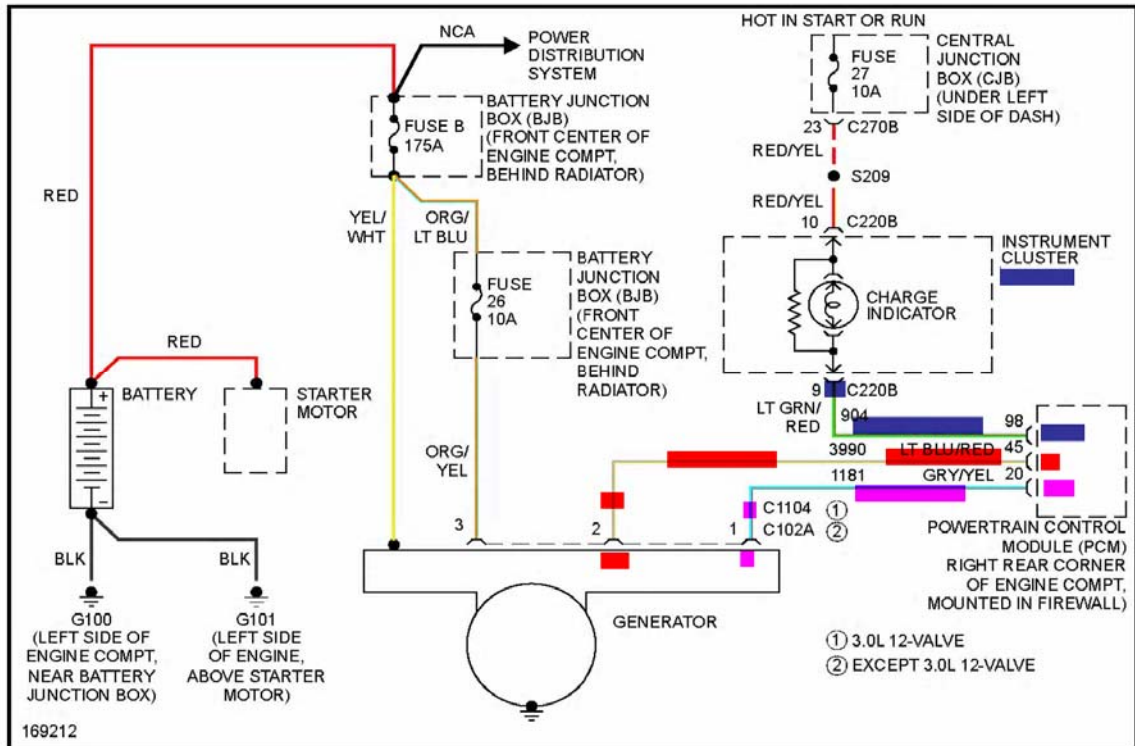 HOT IN START OR RUN
NCA
POWER
DISTRIBUTION
SYSTEM
FUSE
27
10A
CENTRAL
JUNCTION
BOX (CJB)
(UNDER LEFT
SIDE OF DASH)
FUSE B
175A
BATTERY JUNCTION
BOX (BJB)
(FRONT CENTER OF
ENGINE COMPT,
BEHIND RADIATOR)
23 C270B
RED/YEL
S209
RED/YEL
10 C220B
RED
YEL/
WHT
ORG/
LT BLU
FUSE
26
10A
BATTERY
JUNCTION
BOX (BJB)
(FRONT
CENTER OF
ENGINE COMPT,
BEHIND
RADIATOR)
CHARGE
INDICATOR
INSTRUMENT
CLUSTER
RED
+
BATTERY
–
STARTER
MOTOR
9 C220B
LT GRN/
RED
904
98
3990 LT BLU/RED 45
1181 GRY/YEL 20
ORG/
YEL
C1104 1
C102A 2
3
2
1
POWERTRAIN CONTROL
MODULE (PCM)
RIGHT REAR CORNER
OF ENGINE COMPT,
MOUNTED IN FIREWALL)
BLK
BLK
G100
(LEFT SIDE OF
ENGINE COMPT,
NEAR BATTERY
JUNCTION BOX)
G101
(LEFT SIDE
OF ENGINE,
ABOVE STARTER
MOTOR)
GENERATOR
1 3.0L 12-VALVE
2 EXCEPT 3.0L 12-VALVE
169212